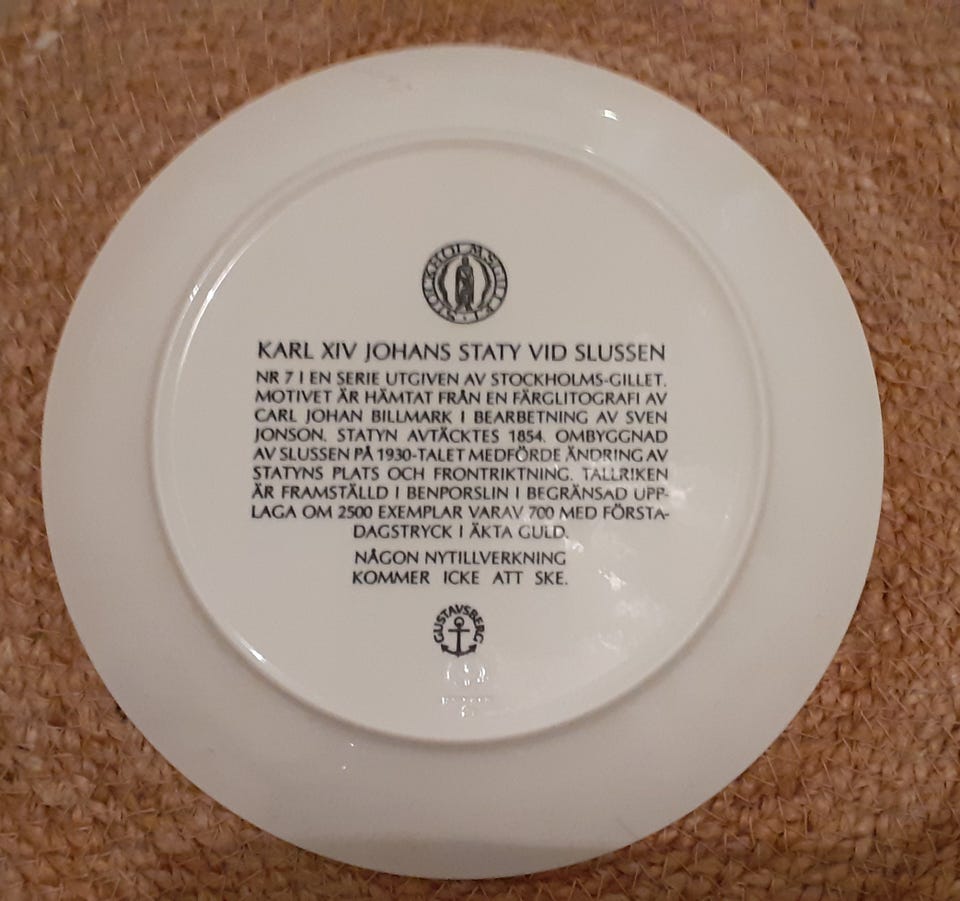 STOCKHOLMS-GILLET
KARL XIV JOHANS STATY VID SLUSSEN
NR 7 I EN SERIE UTGIVEN AV STOCKHOLMS-GILLET.
MOTIVET ÄR HÄMTAT FRÅN EN FÄRGLITOGRAFI AV
CARL JOHAN BILLMARK I BEARBETNING AV SVEN
JONSON. STATYN AVTÄCKTES 1854. OMBYGGNAD
AV SLUSSEN PÅ 1930-TALET MEDFÖRDE ÄNDRING AV
STATYNS PLATS OCH FRONTRIKTNING. TALLRIKEN
ÄR FRAMSTÄLLD I BENPORSLIN I BEGRÄNSAD UPP-
LAGA OM 2500 EXEMPLAR VARAV 700 MED FÖRSTA-
DAGSTRYCK I ÄKTA GULD.
NÅGON NYTILLVERKNING
KOMMER ICKE ATT SKE.
GUSTAVSBERG